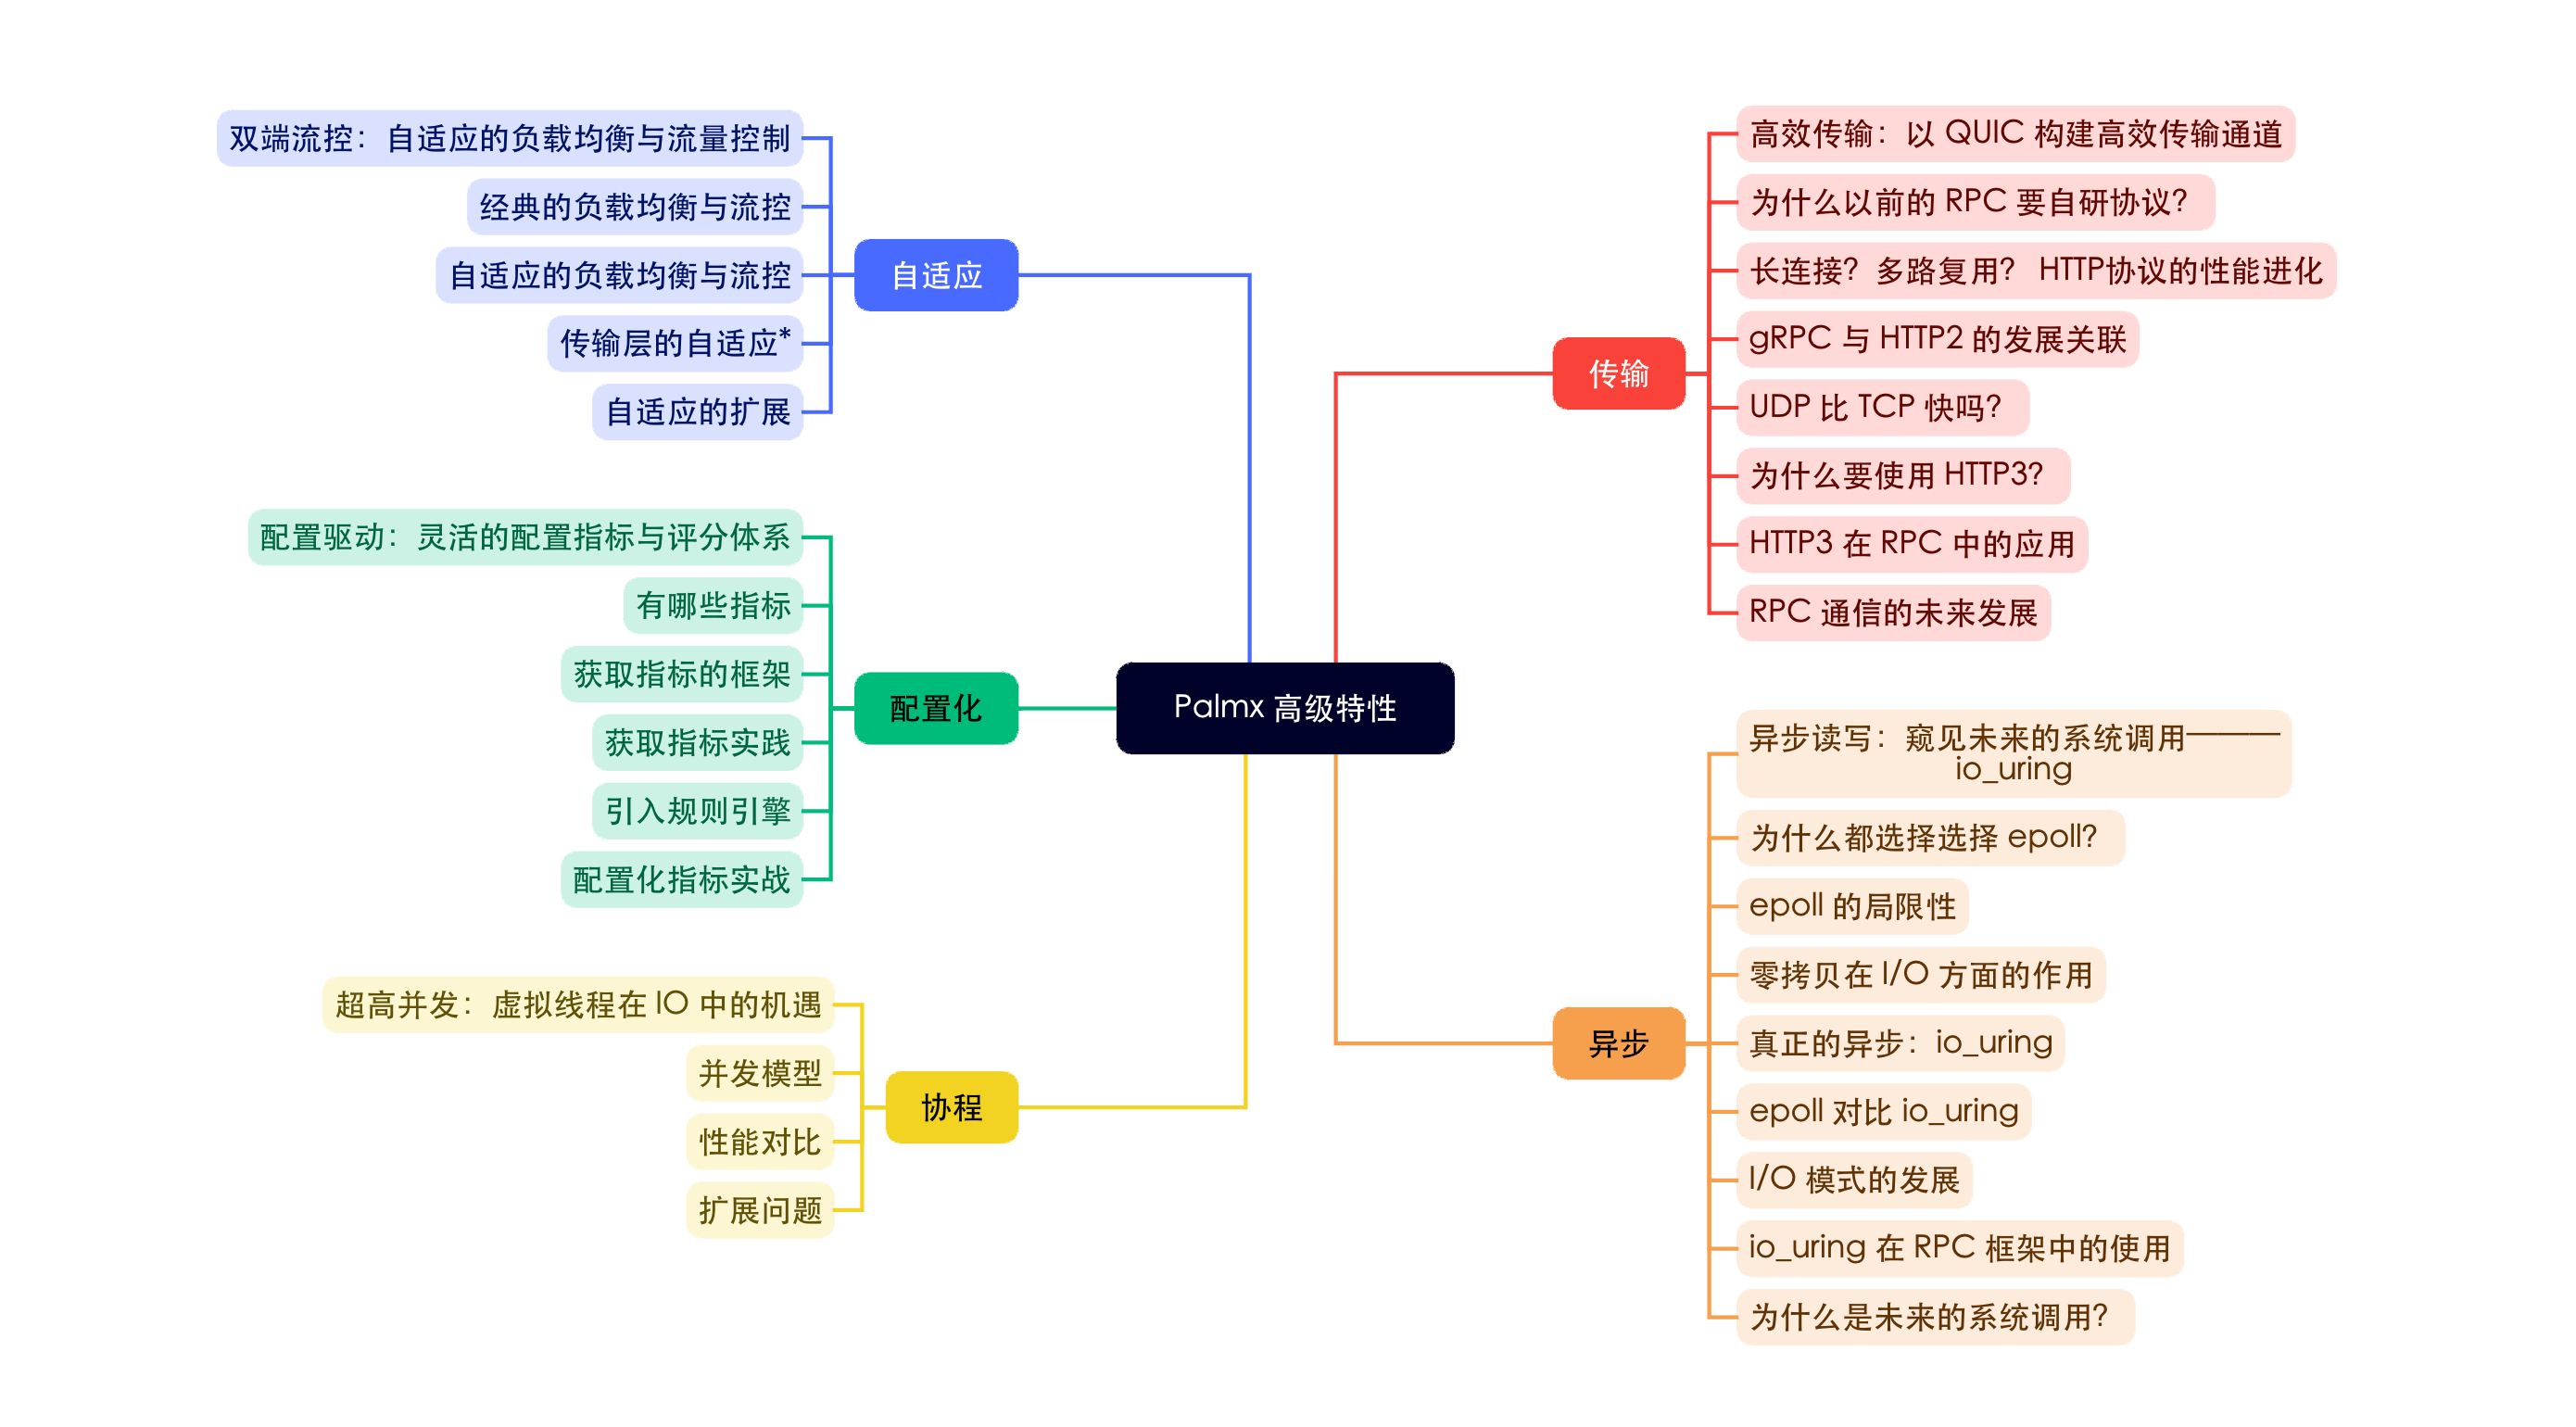 Palmx 高级特性
传输
高效传输：以 QUIC 构建高效传输通道
为什么以前的 RPC 要自研协议？
长连接？多路复用？ HTTP协议的性能进化
gRPC 与 HTTP2 的发展关联
UDP 比 TCP 快吗？
为什么要使用 HTTP3？
HTTP3 在 RPC 中的应用
RPC 通信的未来发展
异步
异步读写：窥见未来的系统调用———
io_uring
为什么都选择选择 epoll？
epoll 的局限性
零拷贝在 I/O 方面的作用
真正的异步：io_uring
epoll 对比 io_uring
I/O 模式的发展
io_uring 在 RPC 框架中的使用
为什么是未来的系统调用？
自适应
双端流控：自适应的负载均衡与流量控制
经典的负载均衡与流控
自适应的负载均衡与流控
传输层的自适应*
自适应的扩展
配置化
配置驱动：灵活的配置指标与评分体系
有哪些指标
获取指标的框架
获取指标实践
引入规则引擎
配置化指标实战
协程
超高并发：虚拟线程在 IO 中的机遇
并发模型
性能对比
扩展问题